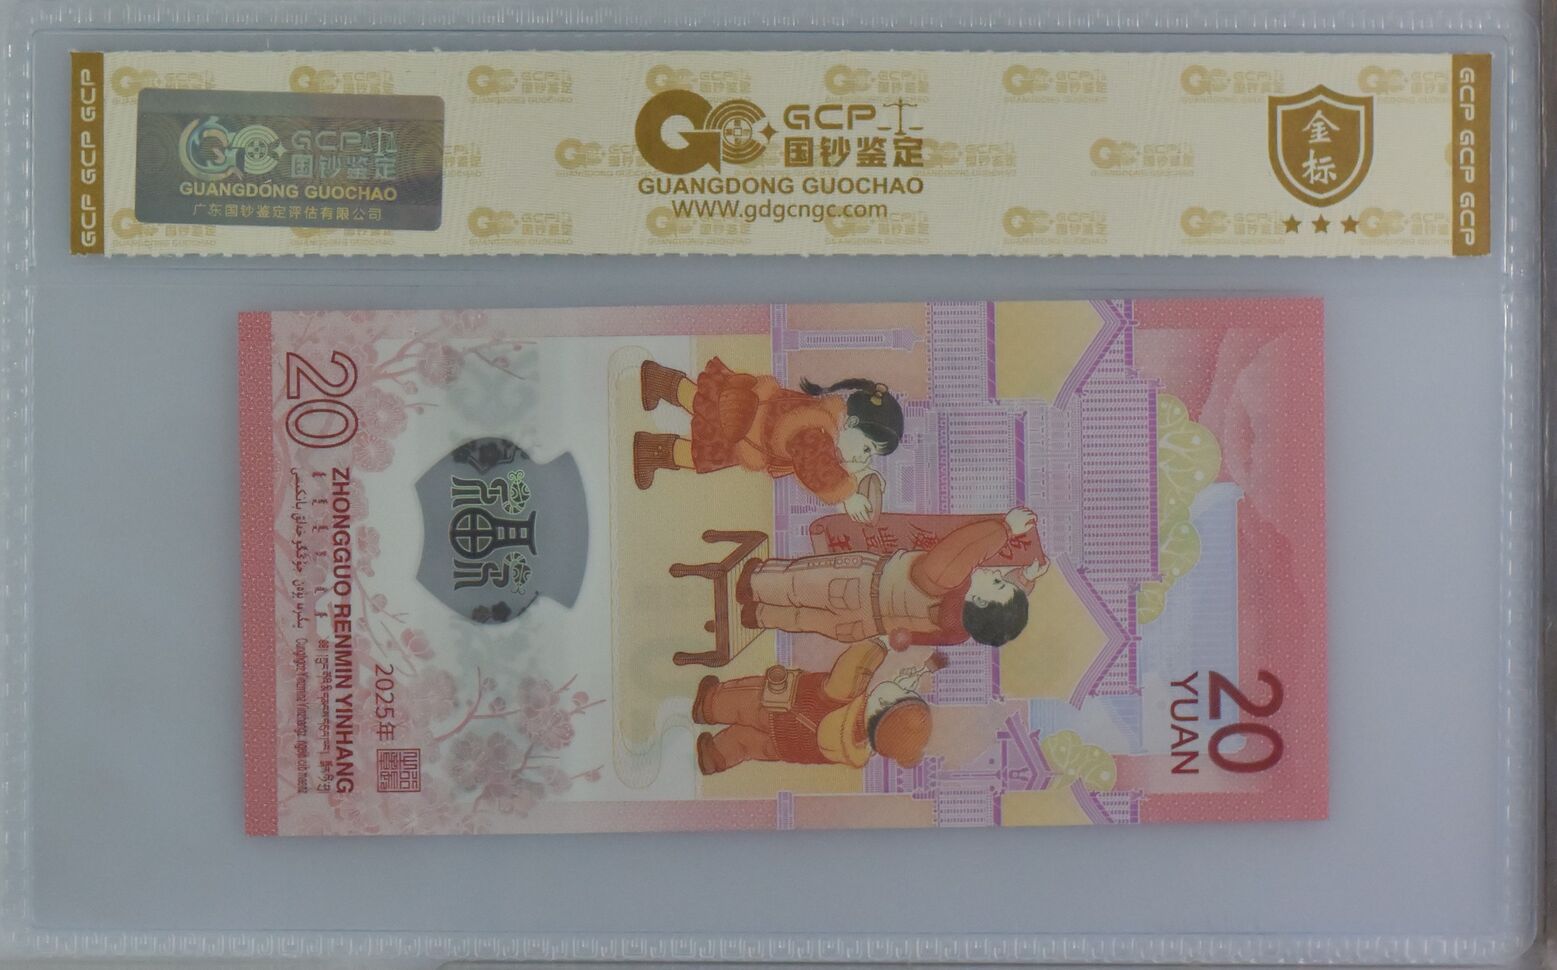 GCP GCP GCP
GCP
国钞鉴定
GUANGDONG GUOCHAO
广东国钞鉴定评估有限公司
GCP
国钞鉴定
GUANGDONG GUOCHAO
WWW.gdgcngc.com
金标
GCP GCP GCP
20
ZHONGGUO RENMIN YINHANG
2025年
20
YUAN